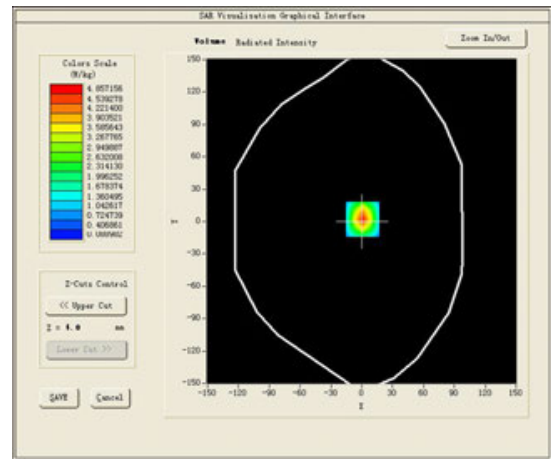 SAR Visualisation Graphical Interface
Volume Radiated Intensity
Zoom In/Out
Colors Scale
(W/kg)
4.857156
4.539278
4.221400
3.903521
3.585643
3.267765
2.949887
2.632008
2.314130
1.996252
1.678374
1.360495
1.042617
0.724739
0.406861
Z-Cuts Control
<< Upper Cut
Z = 4.0 mm
Lower Cut >>
SAVE Cancel
150
120
90
60
30
0
-30
-60
-90
-120
-150
Y
-150 -120 -90 -60 -30 0 30 60 90 120 150
X